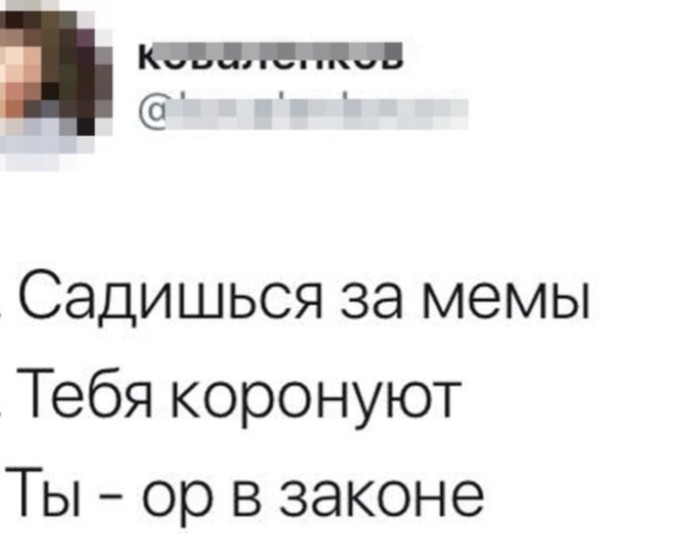 @
. Садишься за мемы
. Тебя коронуют
Ты - ор в законе